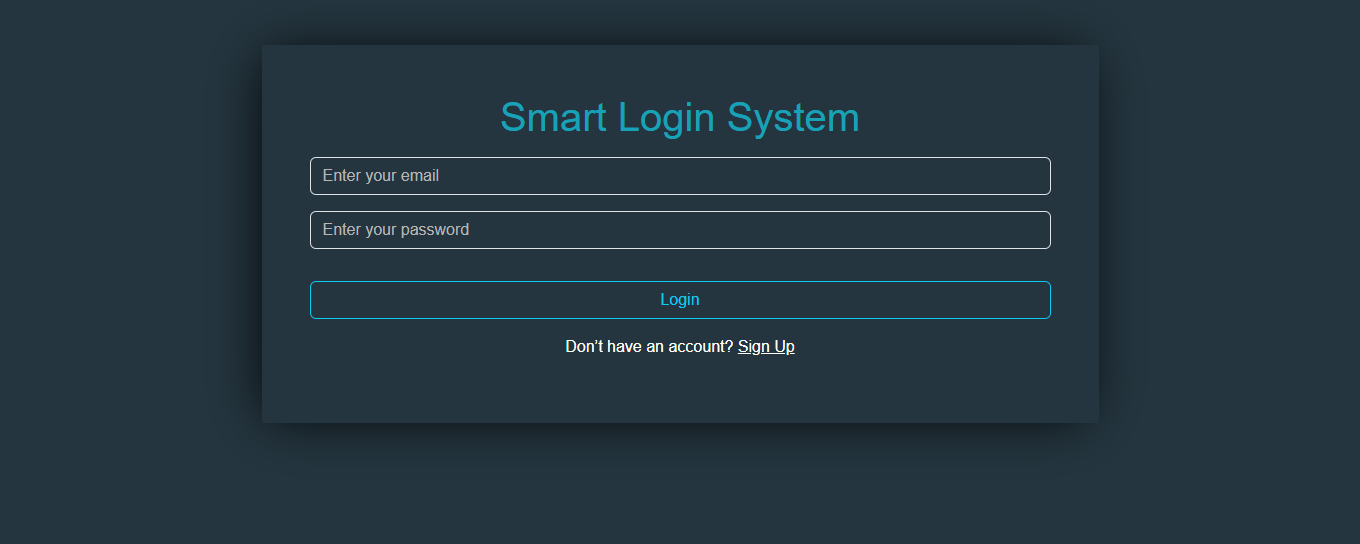 Smart Login System
Enter your email
Enter your password
Login
Don’t have an account? Sign Up